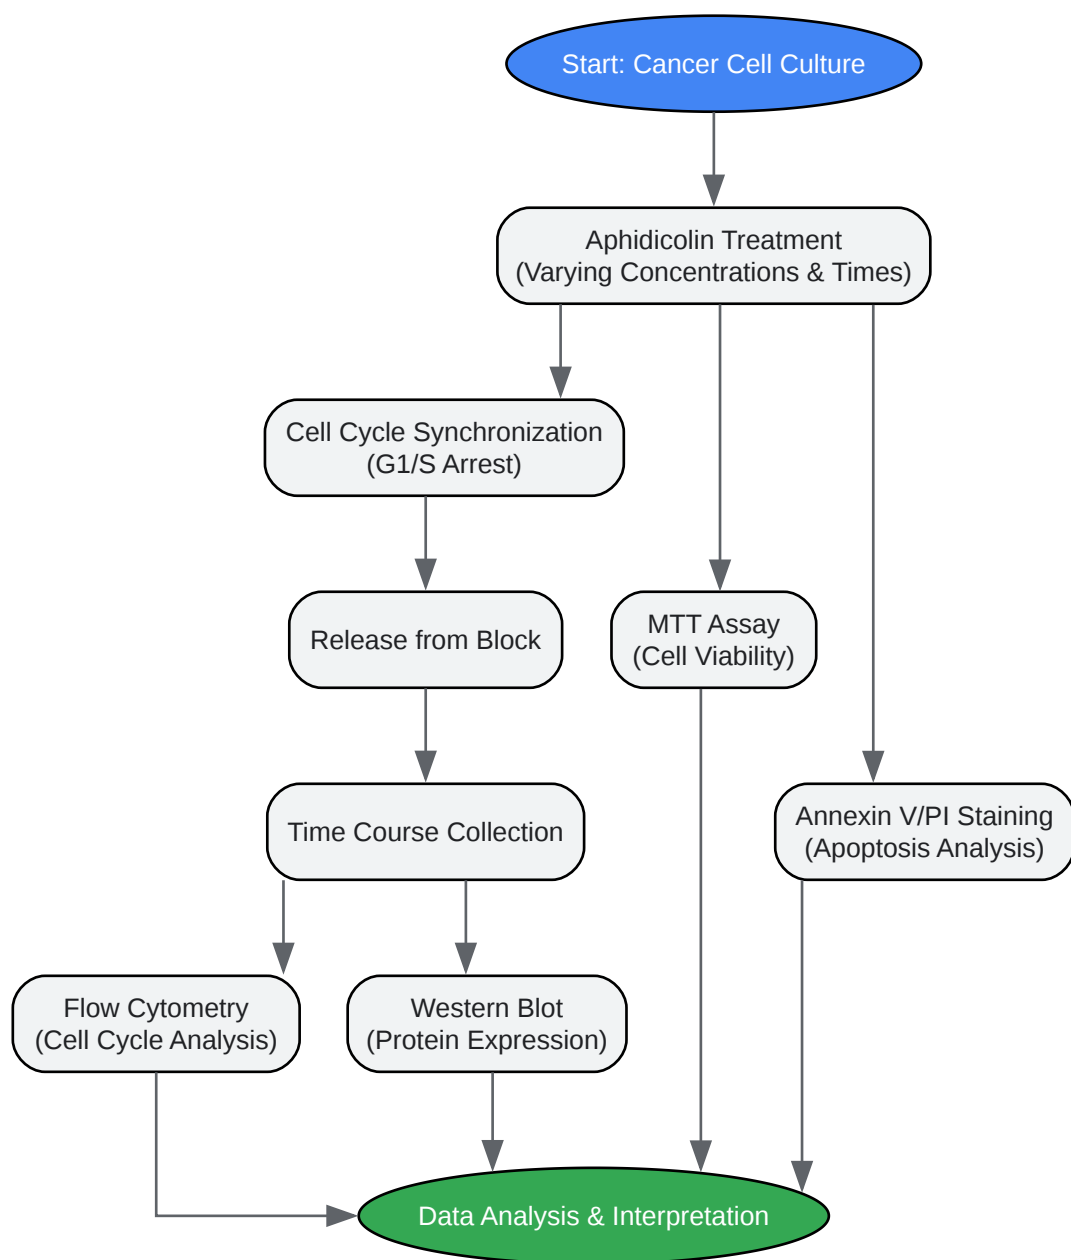 Start: Cancer Cell Culture
Aphidicolin Treatment
(Varying Concentrations & Times)
Cell Cycle Synchronization
(G1/S Arrest)
Release from Block
MTT Assay
(Cell Viability)
Time Course Collection
Annexin V/PI Staining
(Apoptosis Analysis)
Flow Cytometry
(Cell Cycle Analysis)
Western Blot
(Protein Expression)
Data Analysis & Interpretation